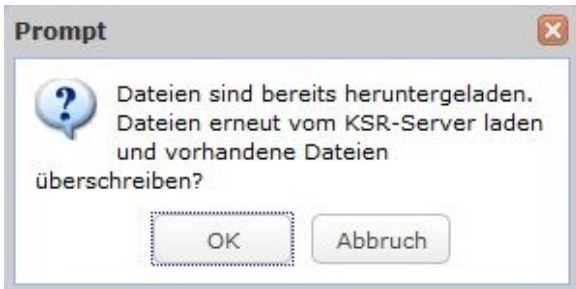 Prompt
Dateien sind bereits heruntergeladen.
Dateien erneut vom KSR-Server laden
und vorhandene Dateien
überschreiben?
OK
Abbruch